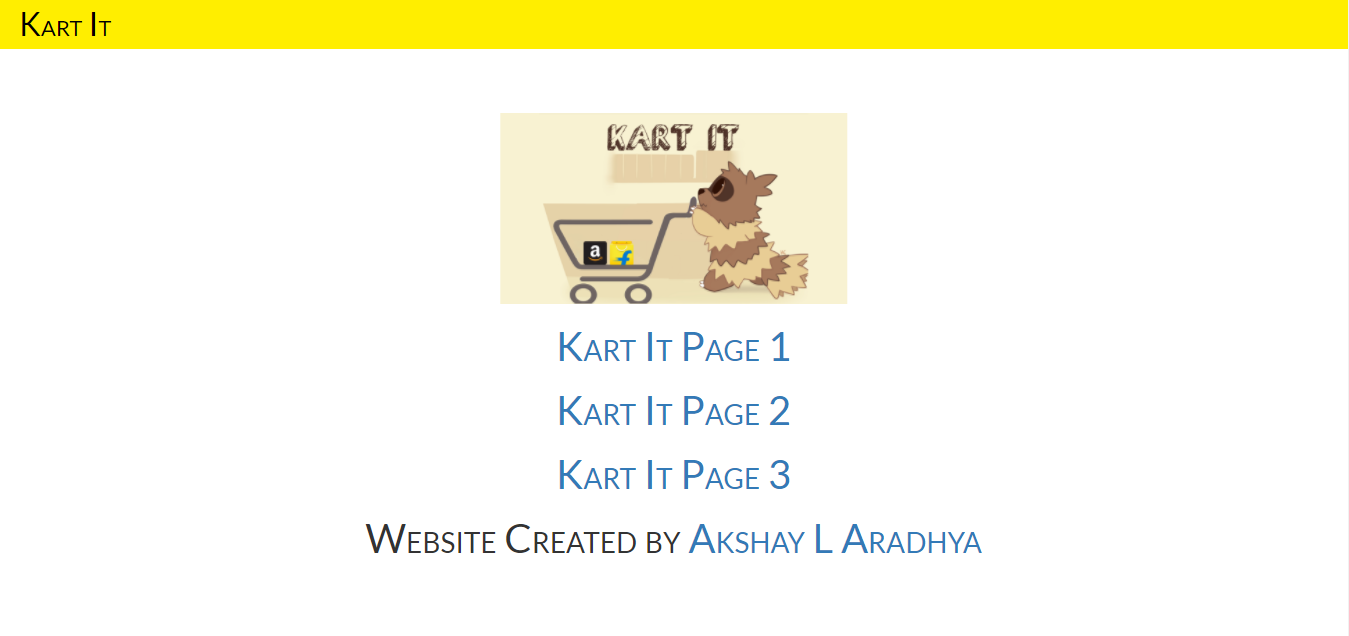 Kart It
KART IT
a
f
Kart It Page 1
Kart It Page 2
Kart It Page 3
Website Created by Akshay L Aradhya